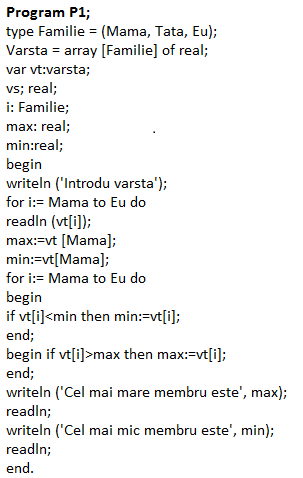 Program P1;
type Familie = (Mama, Tata, Eu);
Varsta = array [Familie] of real;
var vt:varsta;
vs; real;
i: Familie;
max: real;
min:real;
begin
writeln ('Introdu varsta');
for i:= Mama to Eu do
readln (vt[i]);
max:=vt [Mama];
min:=vt[Mama];
for i:= Mama to Eu do
begin
if vt[i]<min then min:=vt[i];
end;
begin if vt[i]>max then max:=vt[i];
end;
writeln ('Cel mai mare membru este', max);
readln;
writeln ('Cel mai mic membru este', min);
readln;
end.